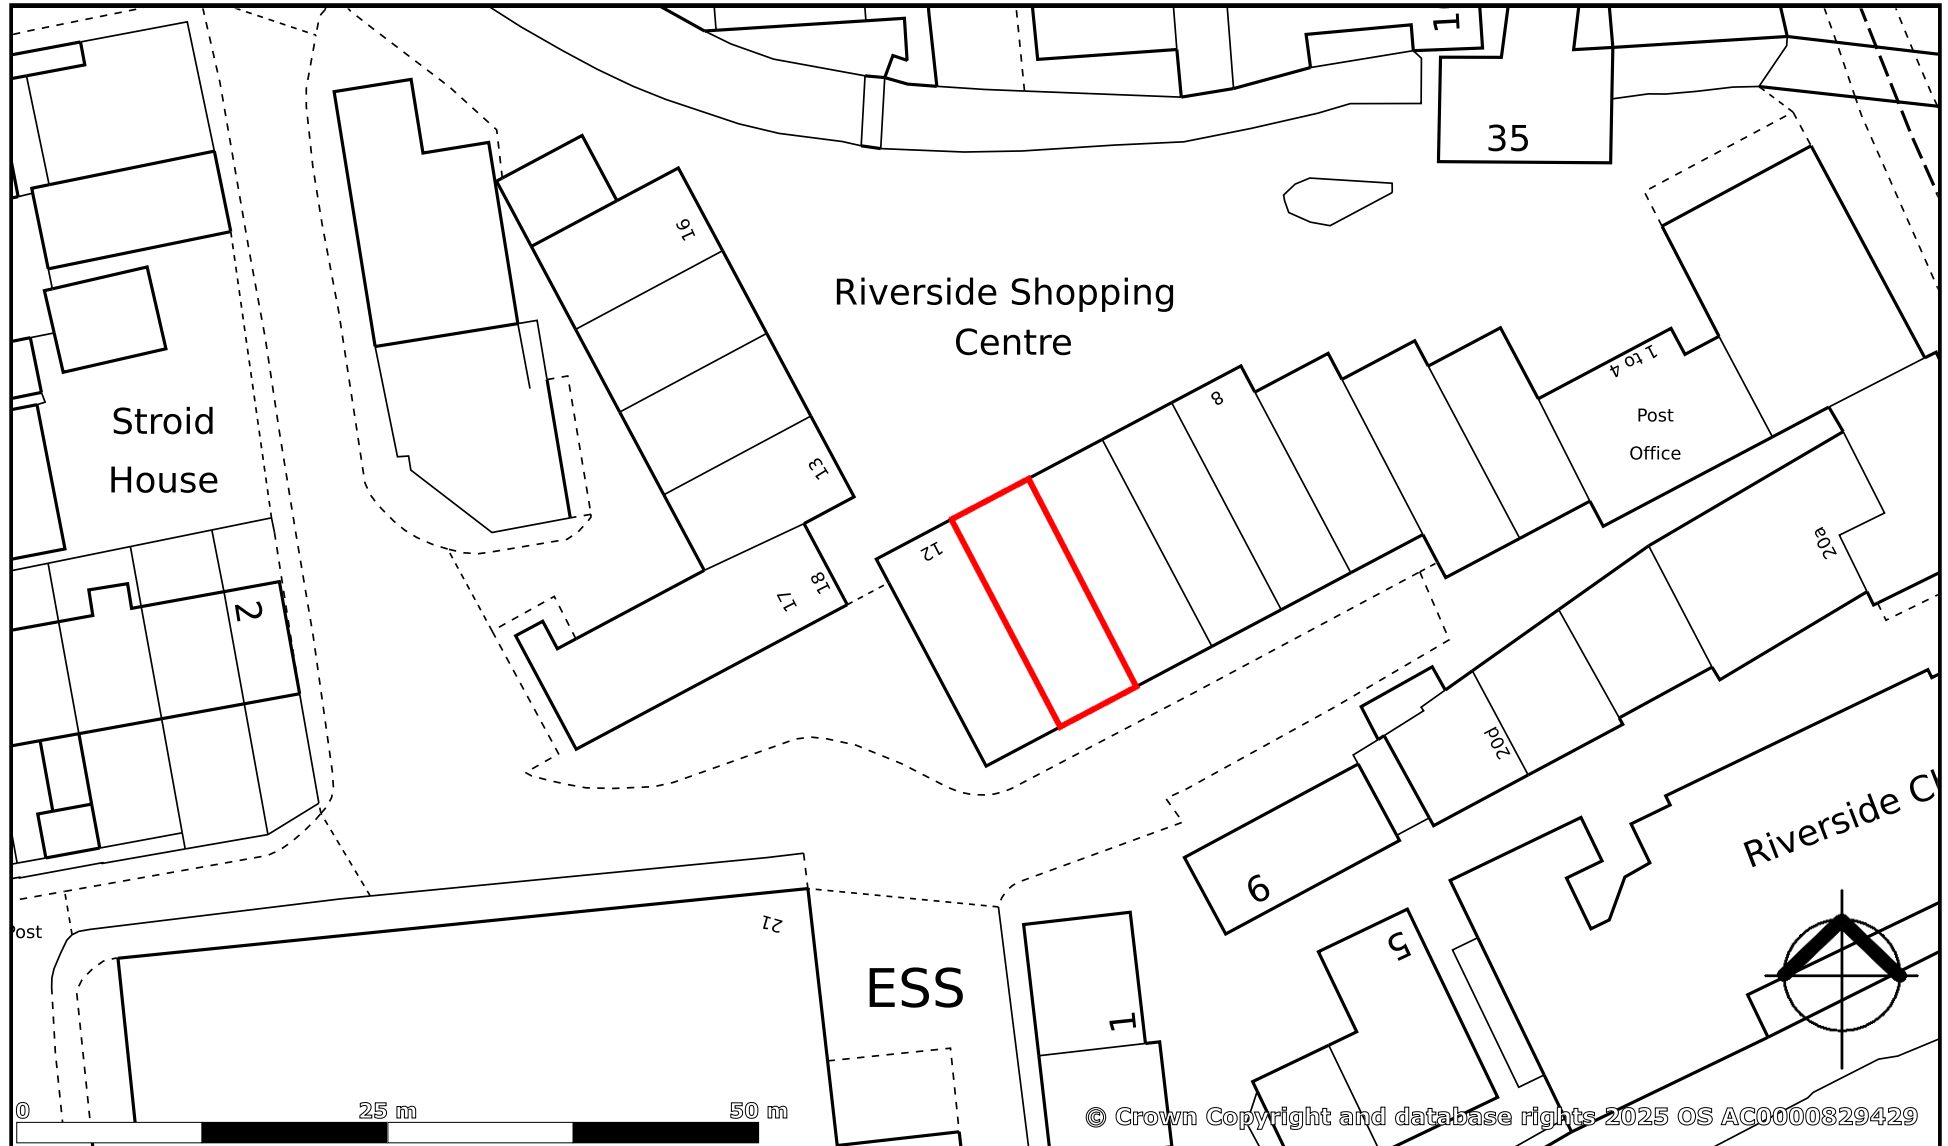 1
35
16
Riverside Shopping
Centre
1 to 4
8
Post
Office
Stroid
House
13
12
20a
18
17
2
20d
Riverside
9
21
5
Post
ESS
1
0
25 m
50 m
© Crown Copyright and database rights 2025 OS AC0000829429